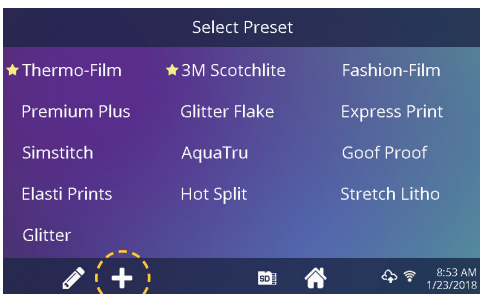 Select Preset
Thermo-Film 3M Scotchlite Fashion-Film
Premium Plus Glitter Flake Express Print
Simstitch AquaTru Goof Proof
Elasti Prints Hot Split Stretch Litho
Glitter
SD 8:53 AM
1/23/2018